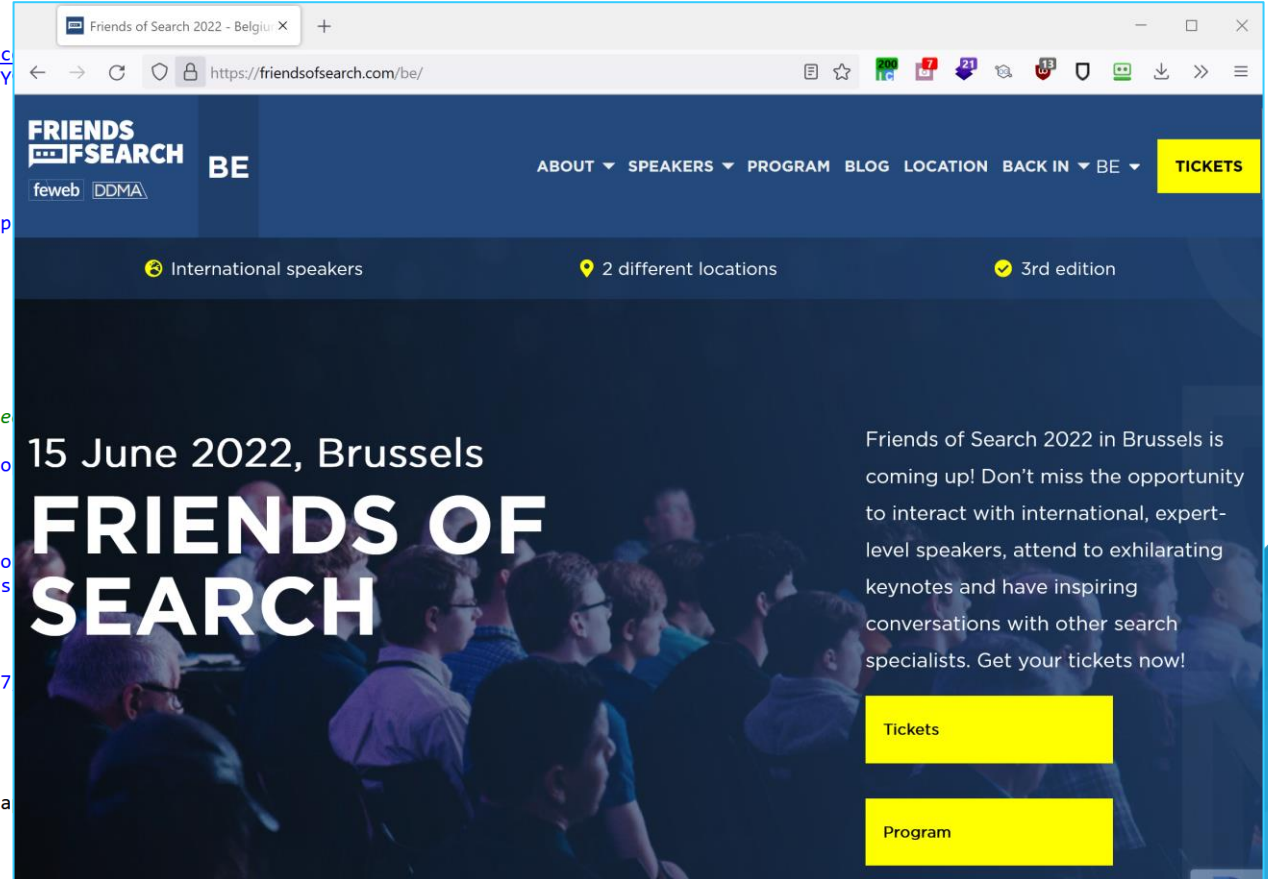 Friends of Search 2022 - Belgiu
https://friendsofsearch.com/be/
200
C
7
21
13
FRIENDS
OF SEARCH
feweb DDMA
BE
ABOUT SPEAKERS PROGRAM BLOG LOCATION BACK IN BE TICKETS
International speakers
2 different locations
3rd edition
15 June 2022, Brussels
FRIENDS OF
SEARCH
Friends of Search 2022 in Brussels is
coming up! Don't miss the opportunity
to interact with international, expert-
level speakers, attend to exhilarating
keynotes and have inspiring
conversations with other search
specialists. Get your tickets now!
Tickets
Program